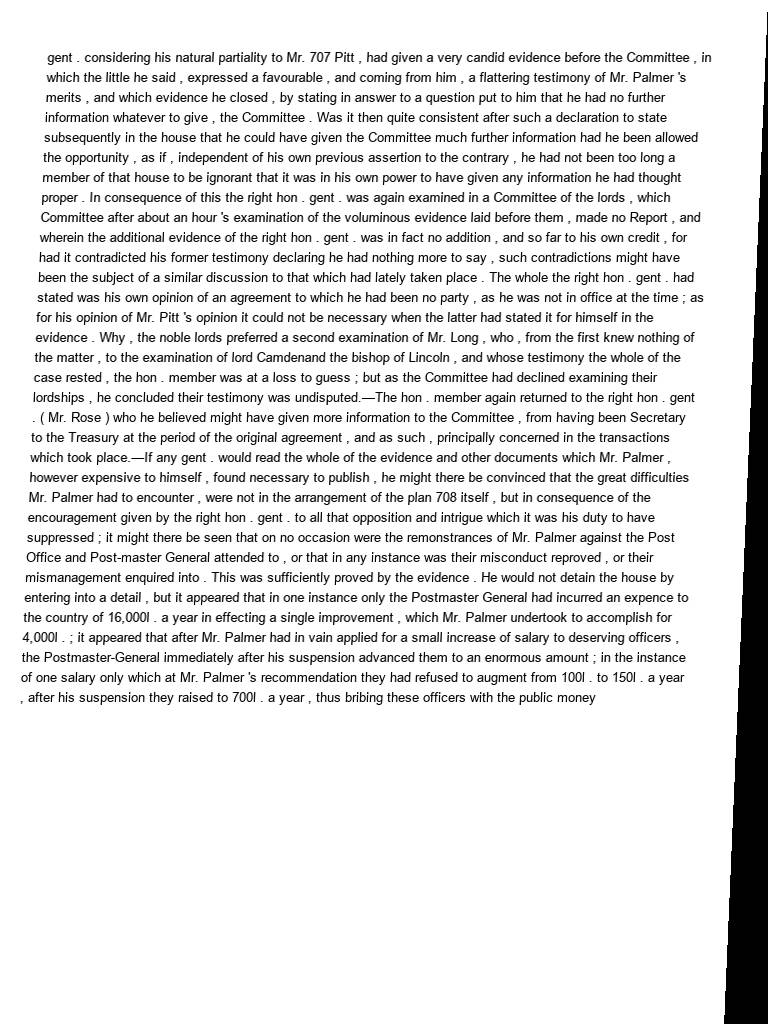 gent . considering his natural partiality to Mr. 707 Pitt , had given a very candid evidence before the Committee , in
which the little he said , expressed a favourable , and coming from him , a flattering testimony of Mr. Palmer 's
merits , and which evidence he closed , by stating in answer to a question put to him that he had no further
information whatever to give , the Committee . Was it then quite consistent after such a declaration to state
subsequently in the house that he could have given the Committee much further information had he been allowed
the opportunity , as if , independent of his own previous assertion to the contrary , he had not been too long a
member of that house to be ignorant that it was in his own power to have given any information he had thought
proper . In consequence of this the right hon . gent . was again examined in a Committee of the lords , which
Committee after about an hour 's examination of the voluminous evidence laid before them , made no Report , and
wherein the additional evidence of the right hon . gent . was in fact no addition , and so far to his own credit , for
had it contradicted his former testimony declaring he had nothing more to say , such contradictions might have
been the subject of a similar discussion to that which had lately taken place . The whole the right hon . gent . had
stated was his own opinion of an agreement to which he had been no party , as he was not in office at the time ; as
for his opinion of Mr. Pitt 's opinion it could not be necessary when the latter had stated it for himself in the
evidence . Why , the noble lords preferred a second examination of Mr. Long , who , from the first knew nothing of
the matter , to the examination of lord Camdenand the bishop of Lincoln , and whose testimony the whole of the
case rested , the hon . member was at a loss to guess ; but as the Committee had declined examining their
lordships , he concluded their testimony was undisputed.—The hon . member again returned to the right hon . gent
. ( Mr. Rose ) who he believed might have given more information to the Committee , from having been Secretary
to the Treasury at the period of the original agreement , and as such , principally concerned in the transactions
which took place.—If any gent . would read the whole of the evidence and other documents which Mr. Palmer ,
however expensive to himself , found necessary to publish , he might there be convinced that the great difficulties
Mr. Palmer had to encounter , were not in the arrangement of the plan 708 itself , but in consequence of the
encouragement given by the right hon . gent . to all that opposition and intrigue which it was his duty to have
suppressed ; it might there be seen that on no occasion were the remonstrances of Mr. Palmer against the Post
Office and Post-master General attended to , or that in any instance was their misconduct reproved , or their
mismanagement enquired into . This was sufficiently proved by the evidence . He would not detain the house by
entering into a detail , but it appeared that in one instance only the Postmaster General had incurred an expence to
the country of 16,000l . a year in effecting a single improvement , which Mr. Palmer undertook to accomplish for
4,000l . ; it appeared that after Mr. Palmer had in vain applied for a small increase of salary to deserving officers ,
the Postmaster-General immediately after his suspension advanced them to an enormous amount ; in the instance
of one salary only which at Mr. Palmer 's recommendation they had refused to augment from 100l . to 150l . a year
, after his suspension they raised to 700l . a year , thus bribing these officers with the public money